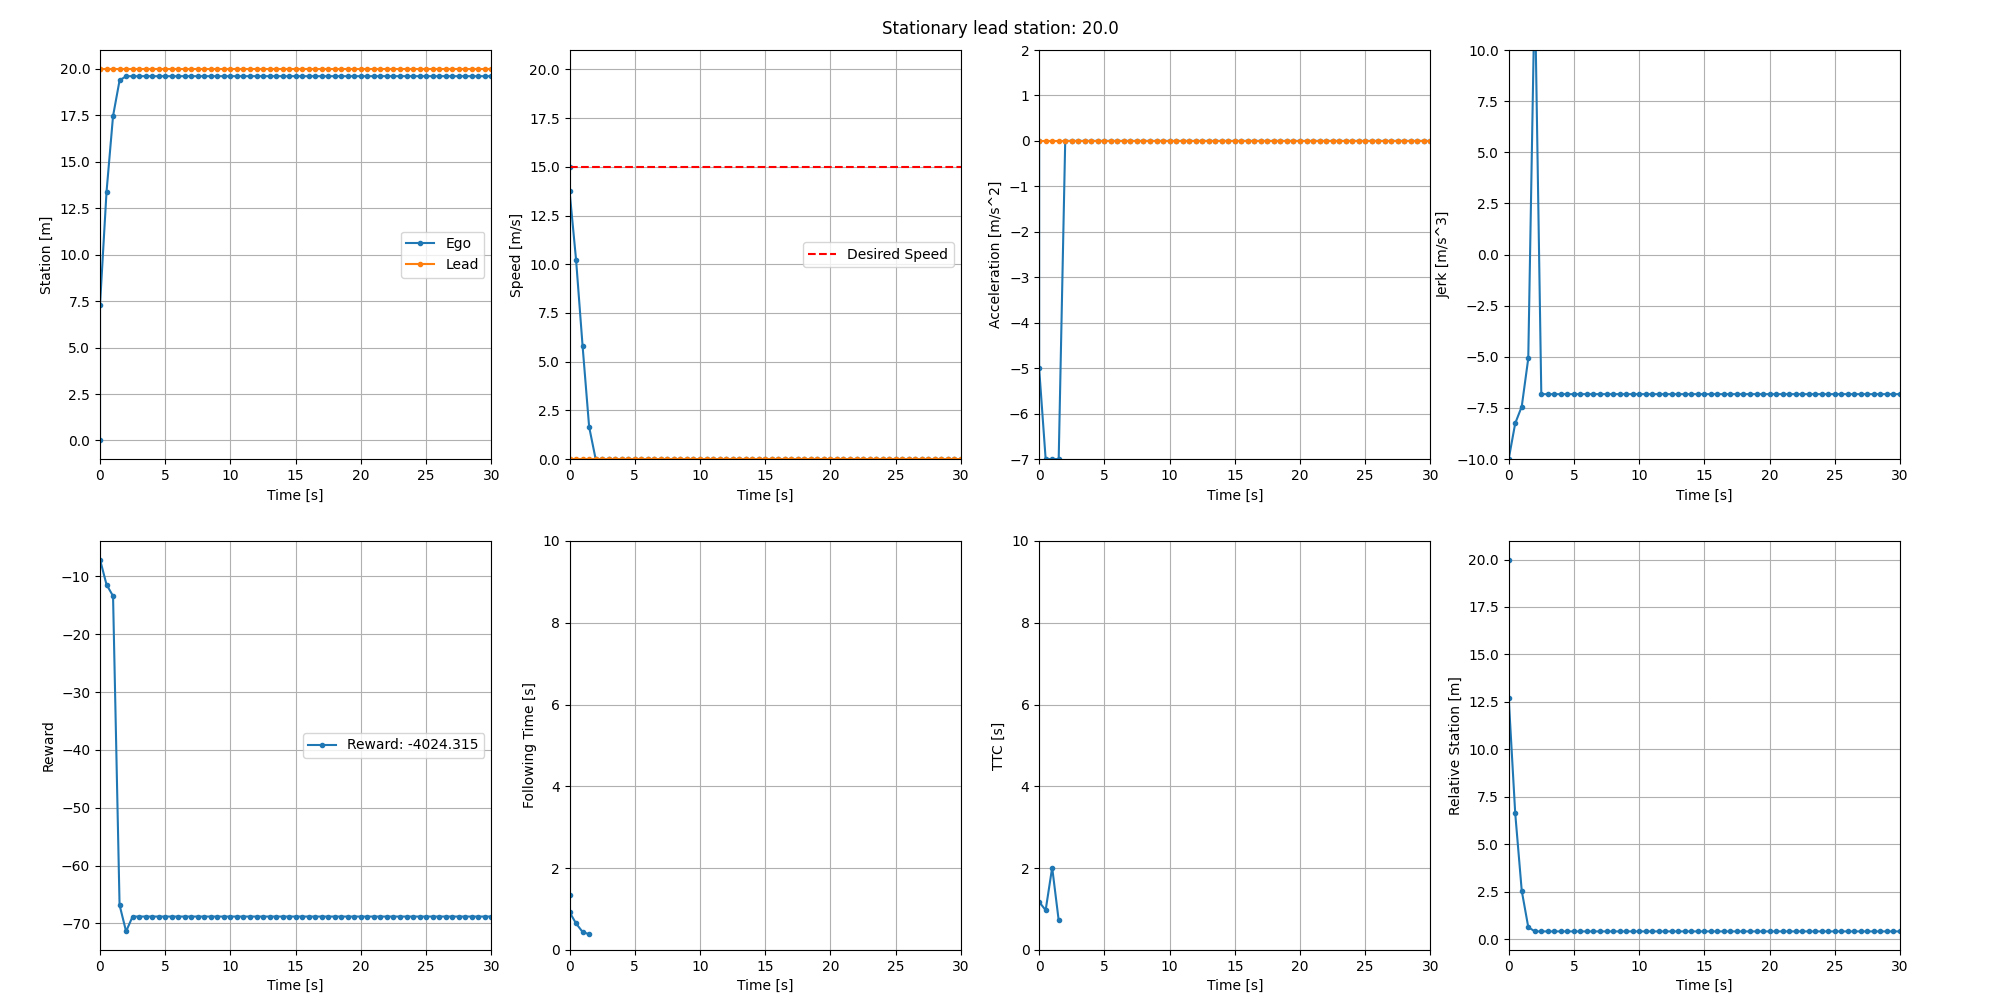 Stationary lead station: 20.0
Station [m]
20.0
17.5
15.0
12.5
10.0
7.5
5.0
2.5
0.0
Ego
Lead
0 5 10 15 20 25 30
Time [s]
Speed [m/s]
20.0
17.5
15.0
12.5
10.0
7.5
5.0
2.5
0.0
Desired Speed
0 5 10 15 20 25 30
Time [s]
Acceleration [m/s^2]
2
1
0
−1
−2
−3
−4
−5
−6
−7
0 5 10 15 20 25 30
Time [s]
Jerk [m/s^3]
10.0
7.5
5.0
2.5
0.0
−2.5
−5.0
−7.5
−10.0
0 5 10 15 20 25 30
Time [s]
Reward
−10
−20
−30
−40
−50
−60
−70
Reward: -4024.315
0 5 10 15 20 25 30
Time [s]
Following Time [s]
10
8
6
4
2
0
0 5 10 15 20 25 30
Time [s]
TTC [s]
10
8
6
4
2
0
0 5 10 15 20 25 30
Time [s]
Relative Station [m]
20.0
17.5
15.0
12.5
10.0
7.5
5.0
2.5
0.0
0 5 10 15 20 25 30
Time [s]